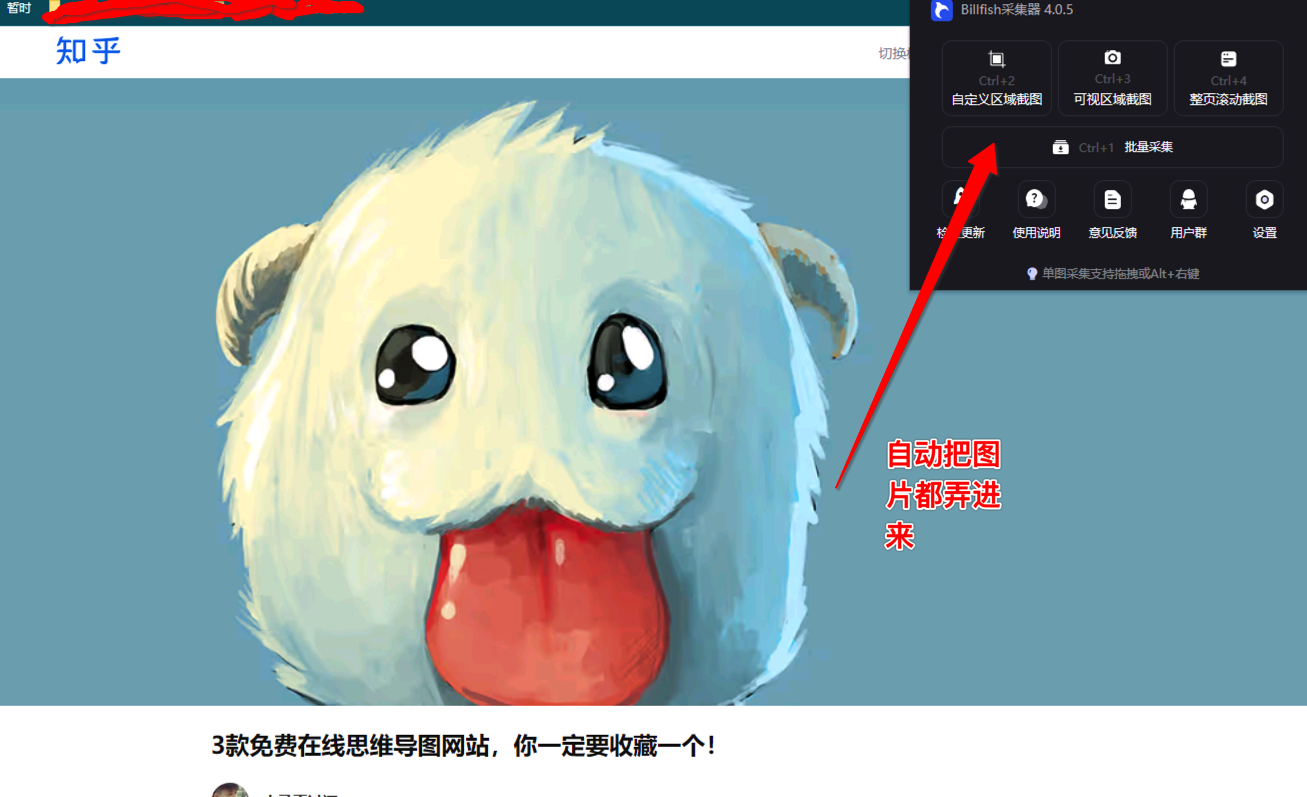 暂时
Billfish采集器 4.0.5
知乎
切换
Ctrl+2
自定义区域截图
Ctrl+3
可视区域截图
Ctrl+4
整页滚动截图
Ctrl+1 批量采集
更新
使用说明
意见反馈
用户群
设置
单图采集支持拖拽或Alt+右键
自动把图
片都弄进
来
3款免费在线思维导图网站，你一定要收藏一个！